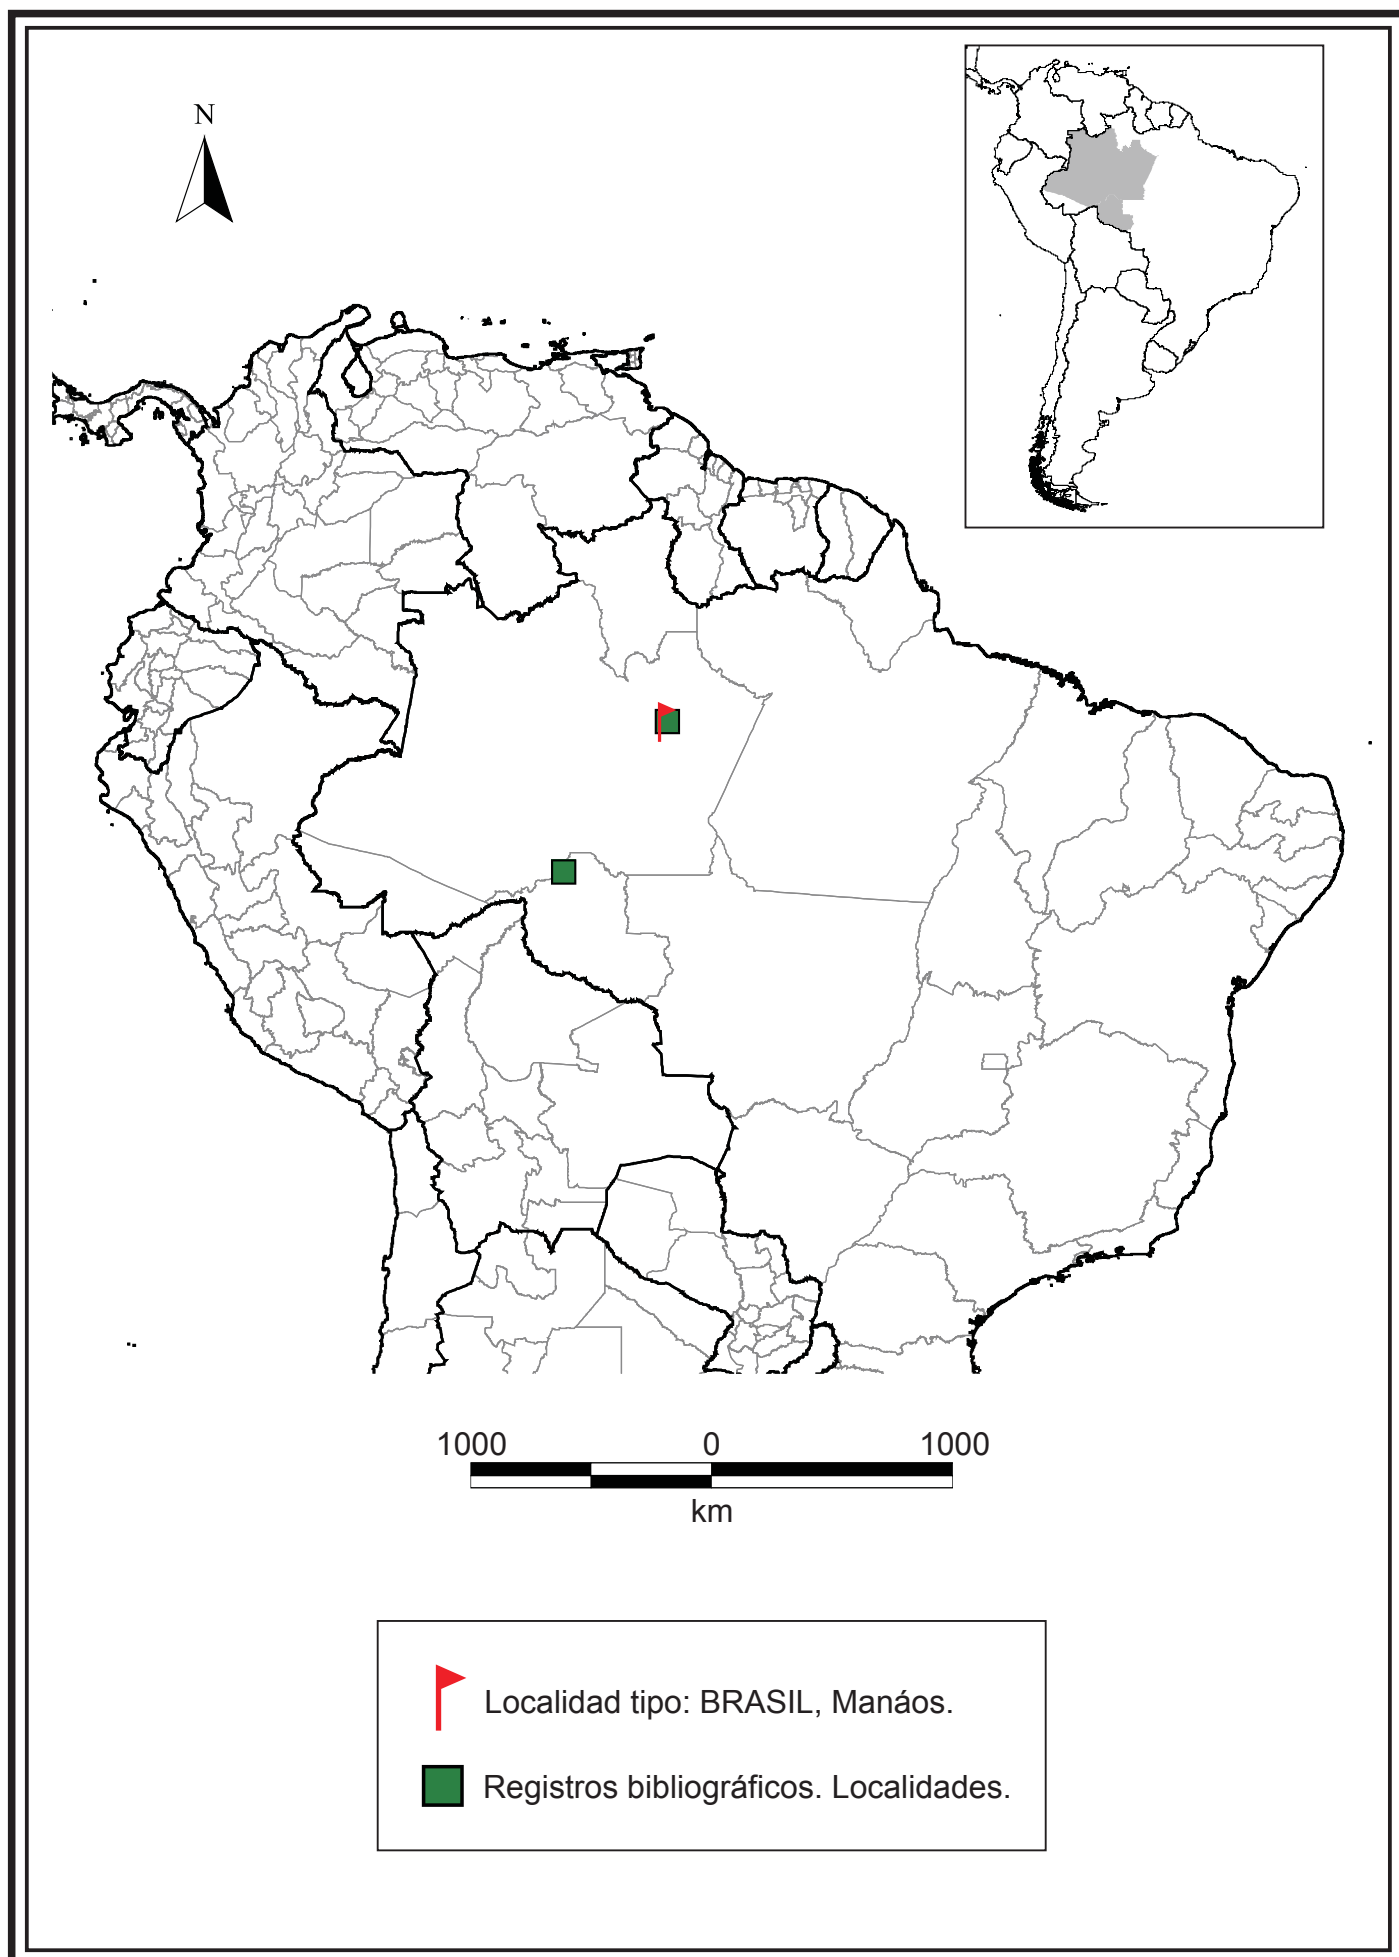 N
1000 0 1000
km
Localidad tipo: BRASIL, Manáos.
Registros bibliográficos. Localidades.